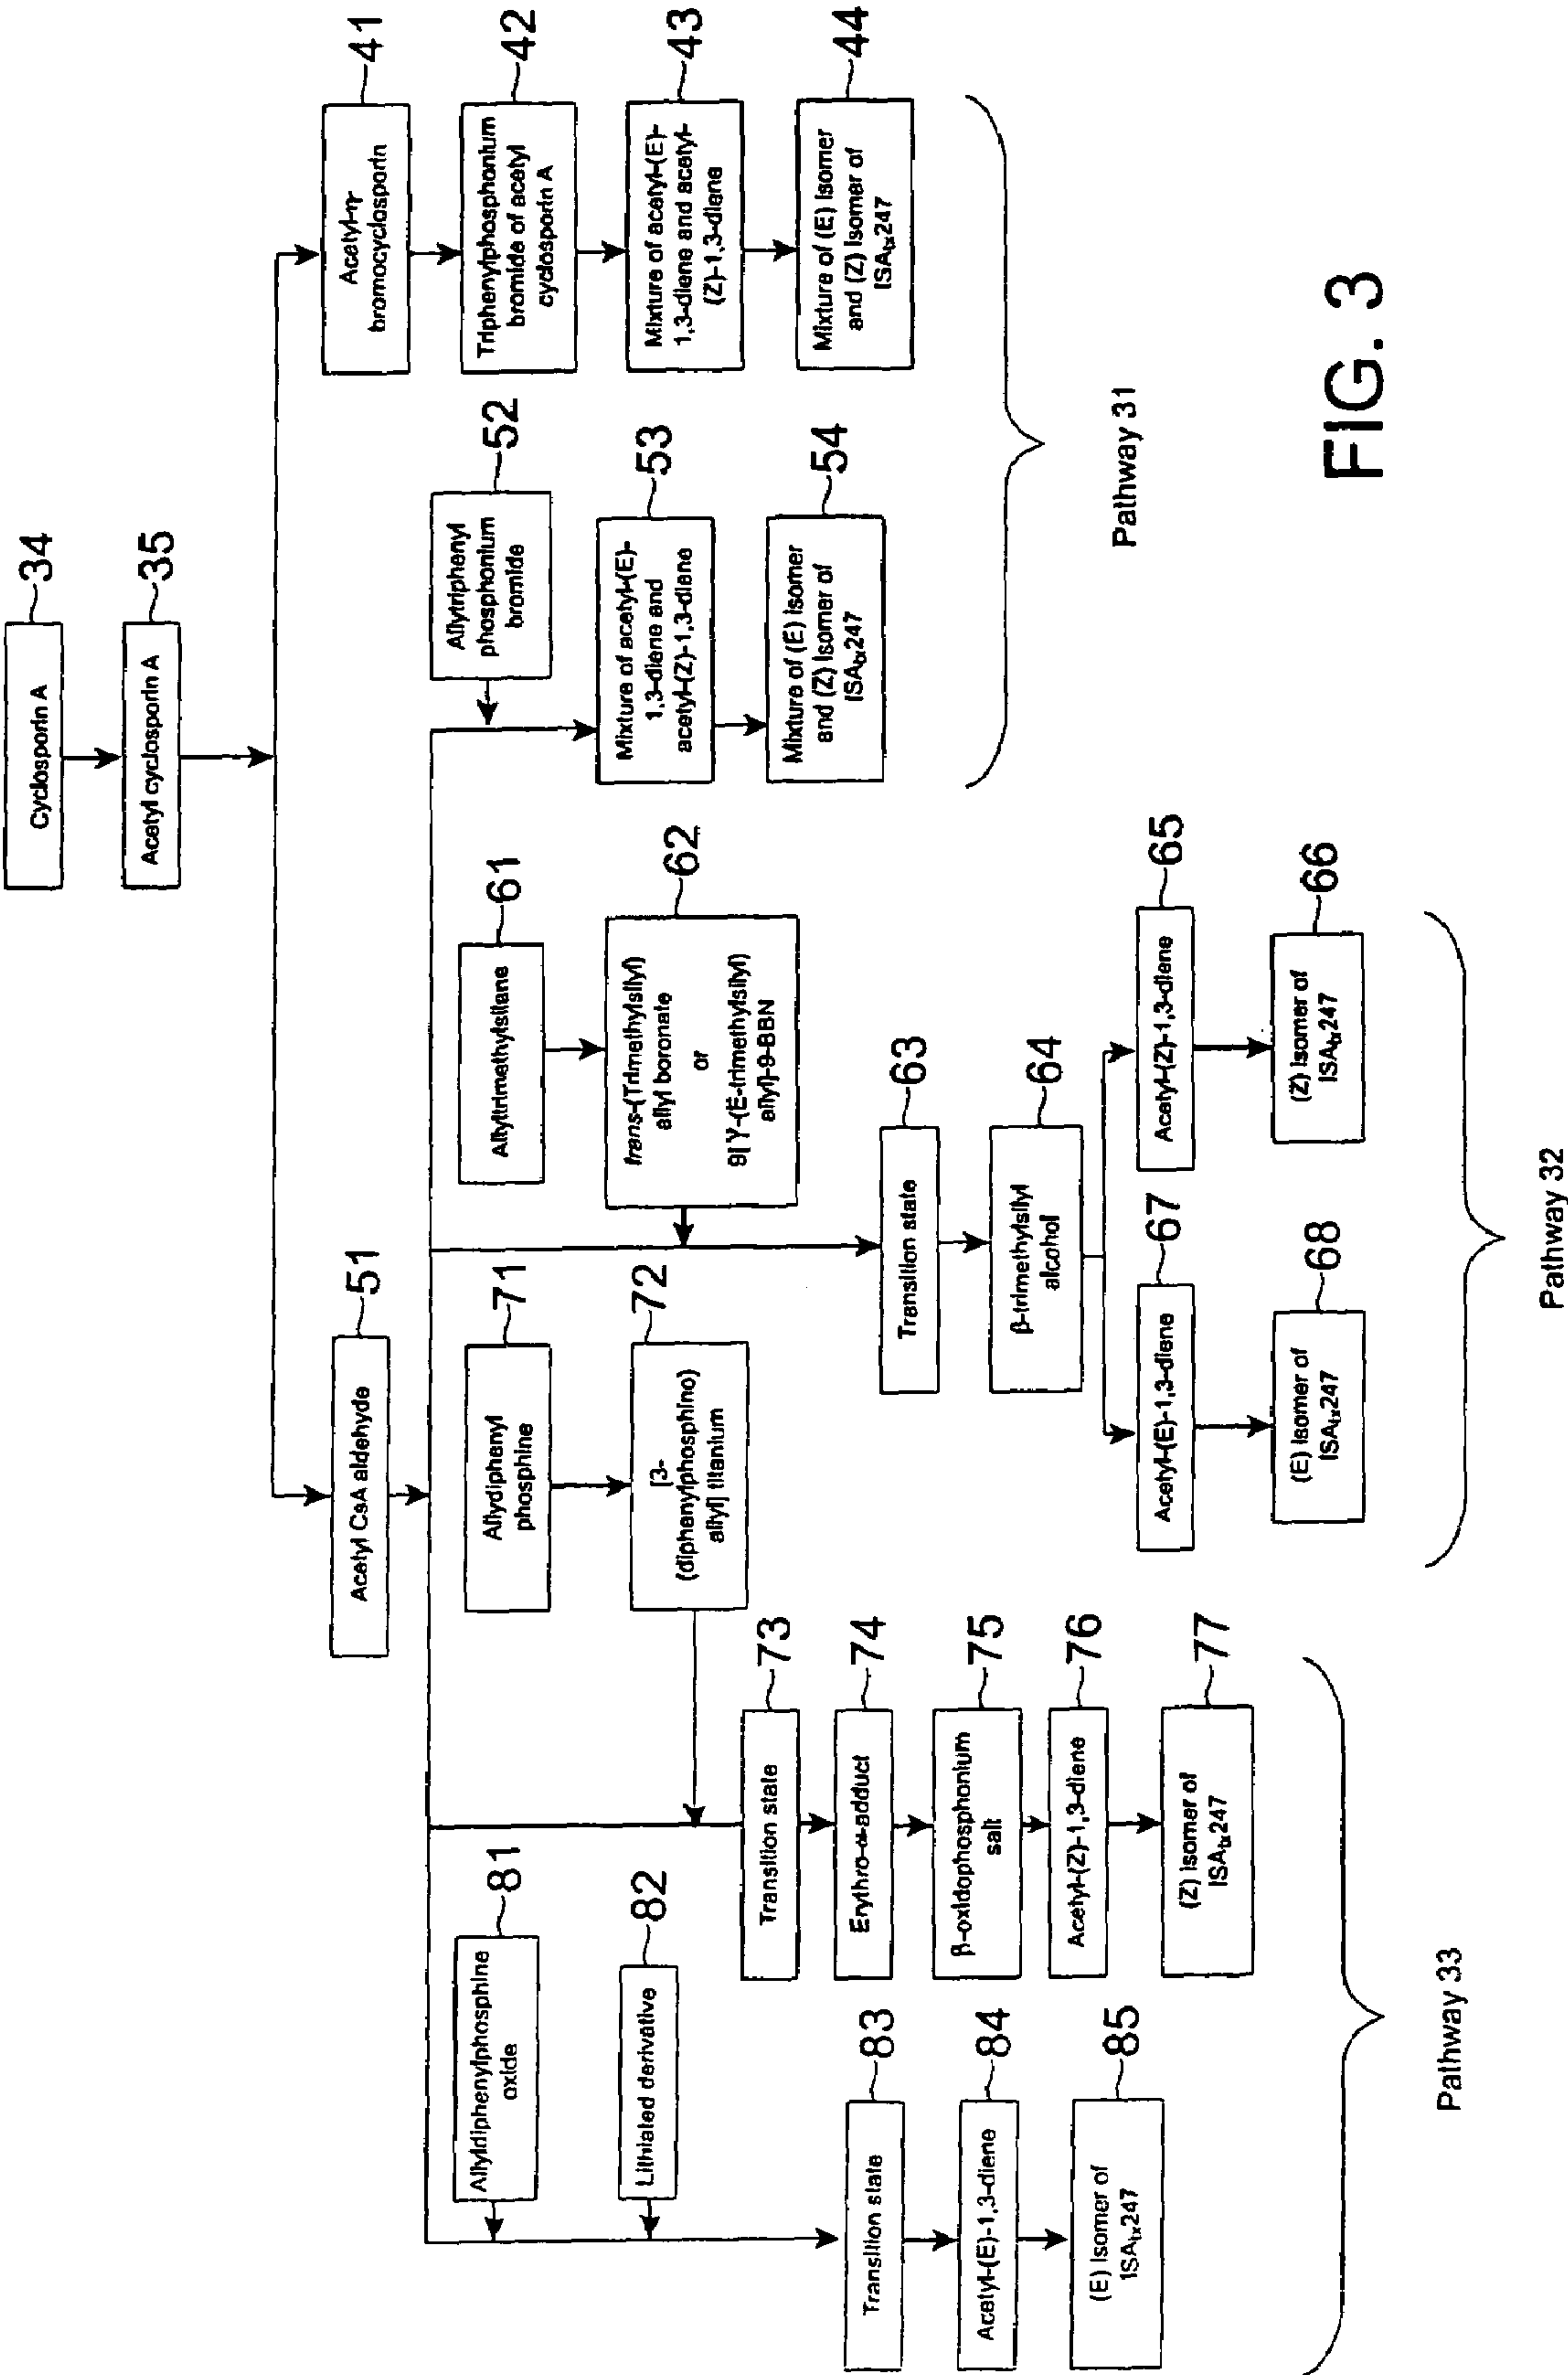 Cyclosporin A
34
Acetyl cyclosporin A
35
Acetyl-η-
bromocyclosporin
41
Triphenylphosphonium
bromide of acetyl
cyclosporin A
42
Mixture of acetyl-(E)-
1,3-diene and acetyl-
(Z)-1,3-diene
43
Mixture of (E) Isomer
and (Z) Isomer of
ISAtx247
44
Acetyl CsA aldehyde
51
Allytriphenyl
phosphonium
bromide
52
Mixture of acetyl-(E)-
1,3-diene and
acetyl-(Z)-1,3-diene
53
Mixture of (E) Isomer
and (Z) Isomer of
ISAtx247
54
Pathway 31
Allyltrimethylsilane
61
trans-(Trimethylsilyl)
allyl boronate
or
9[Y-(E-trimethylsilyl)
allyl]-9-BBN
62
Transition state
63
β-trimethylsilyl
alcohol
64
Acetyl-(Z)-1,3-diene
65
(Z) Isomer of
ISAtx247
66
Acetyl-(E)-1,3-diene
67
(E) Isomer of
ISAtx247
68
Pathway 32
Allydiphenyl
phosphine
71
[3-
(diphenylphosphino)
allyl] titanium
72
Transition state
73
Erythro-α-adduct
74
β-oxidophosphonium
salt
75
Acetyl-(Z)-1,3-diene
76
(Z) Isomer of
ISAtx247
77
Allyldiphenylphosphine
oxide
81
Lithiated derivative
82
Transition state
83
Acetyl-(E)-1,3-diene
84
(E) Isomer of
ISAtx247
85
Pathway 33
FIG. 3